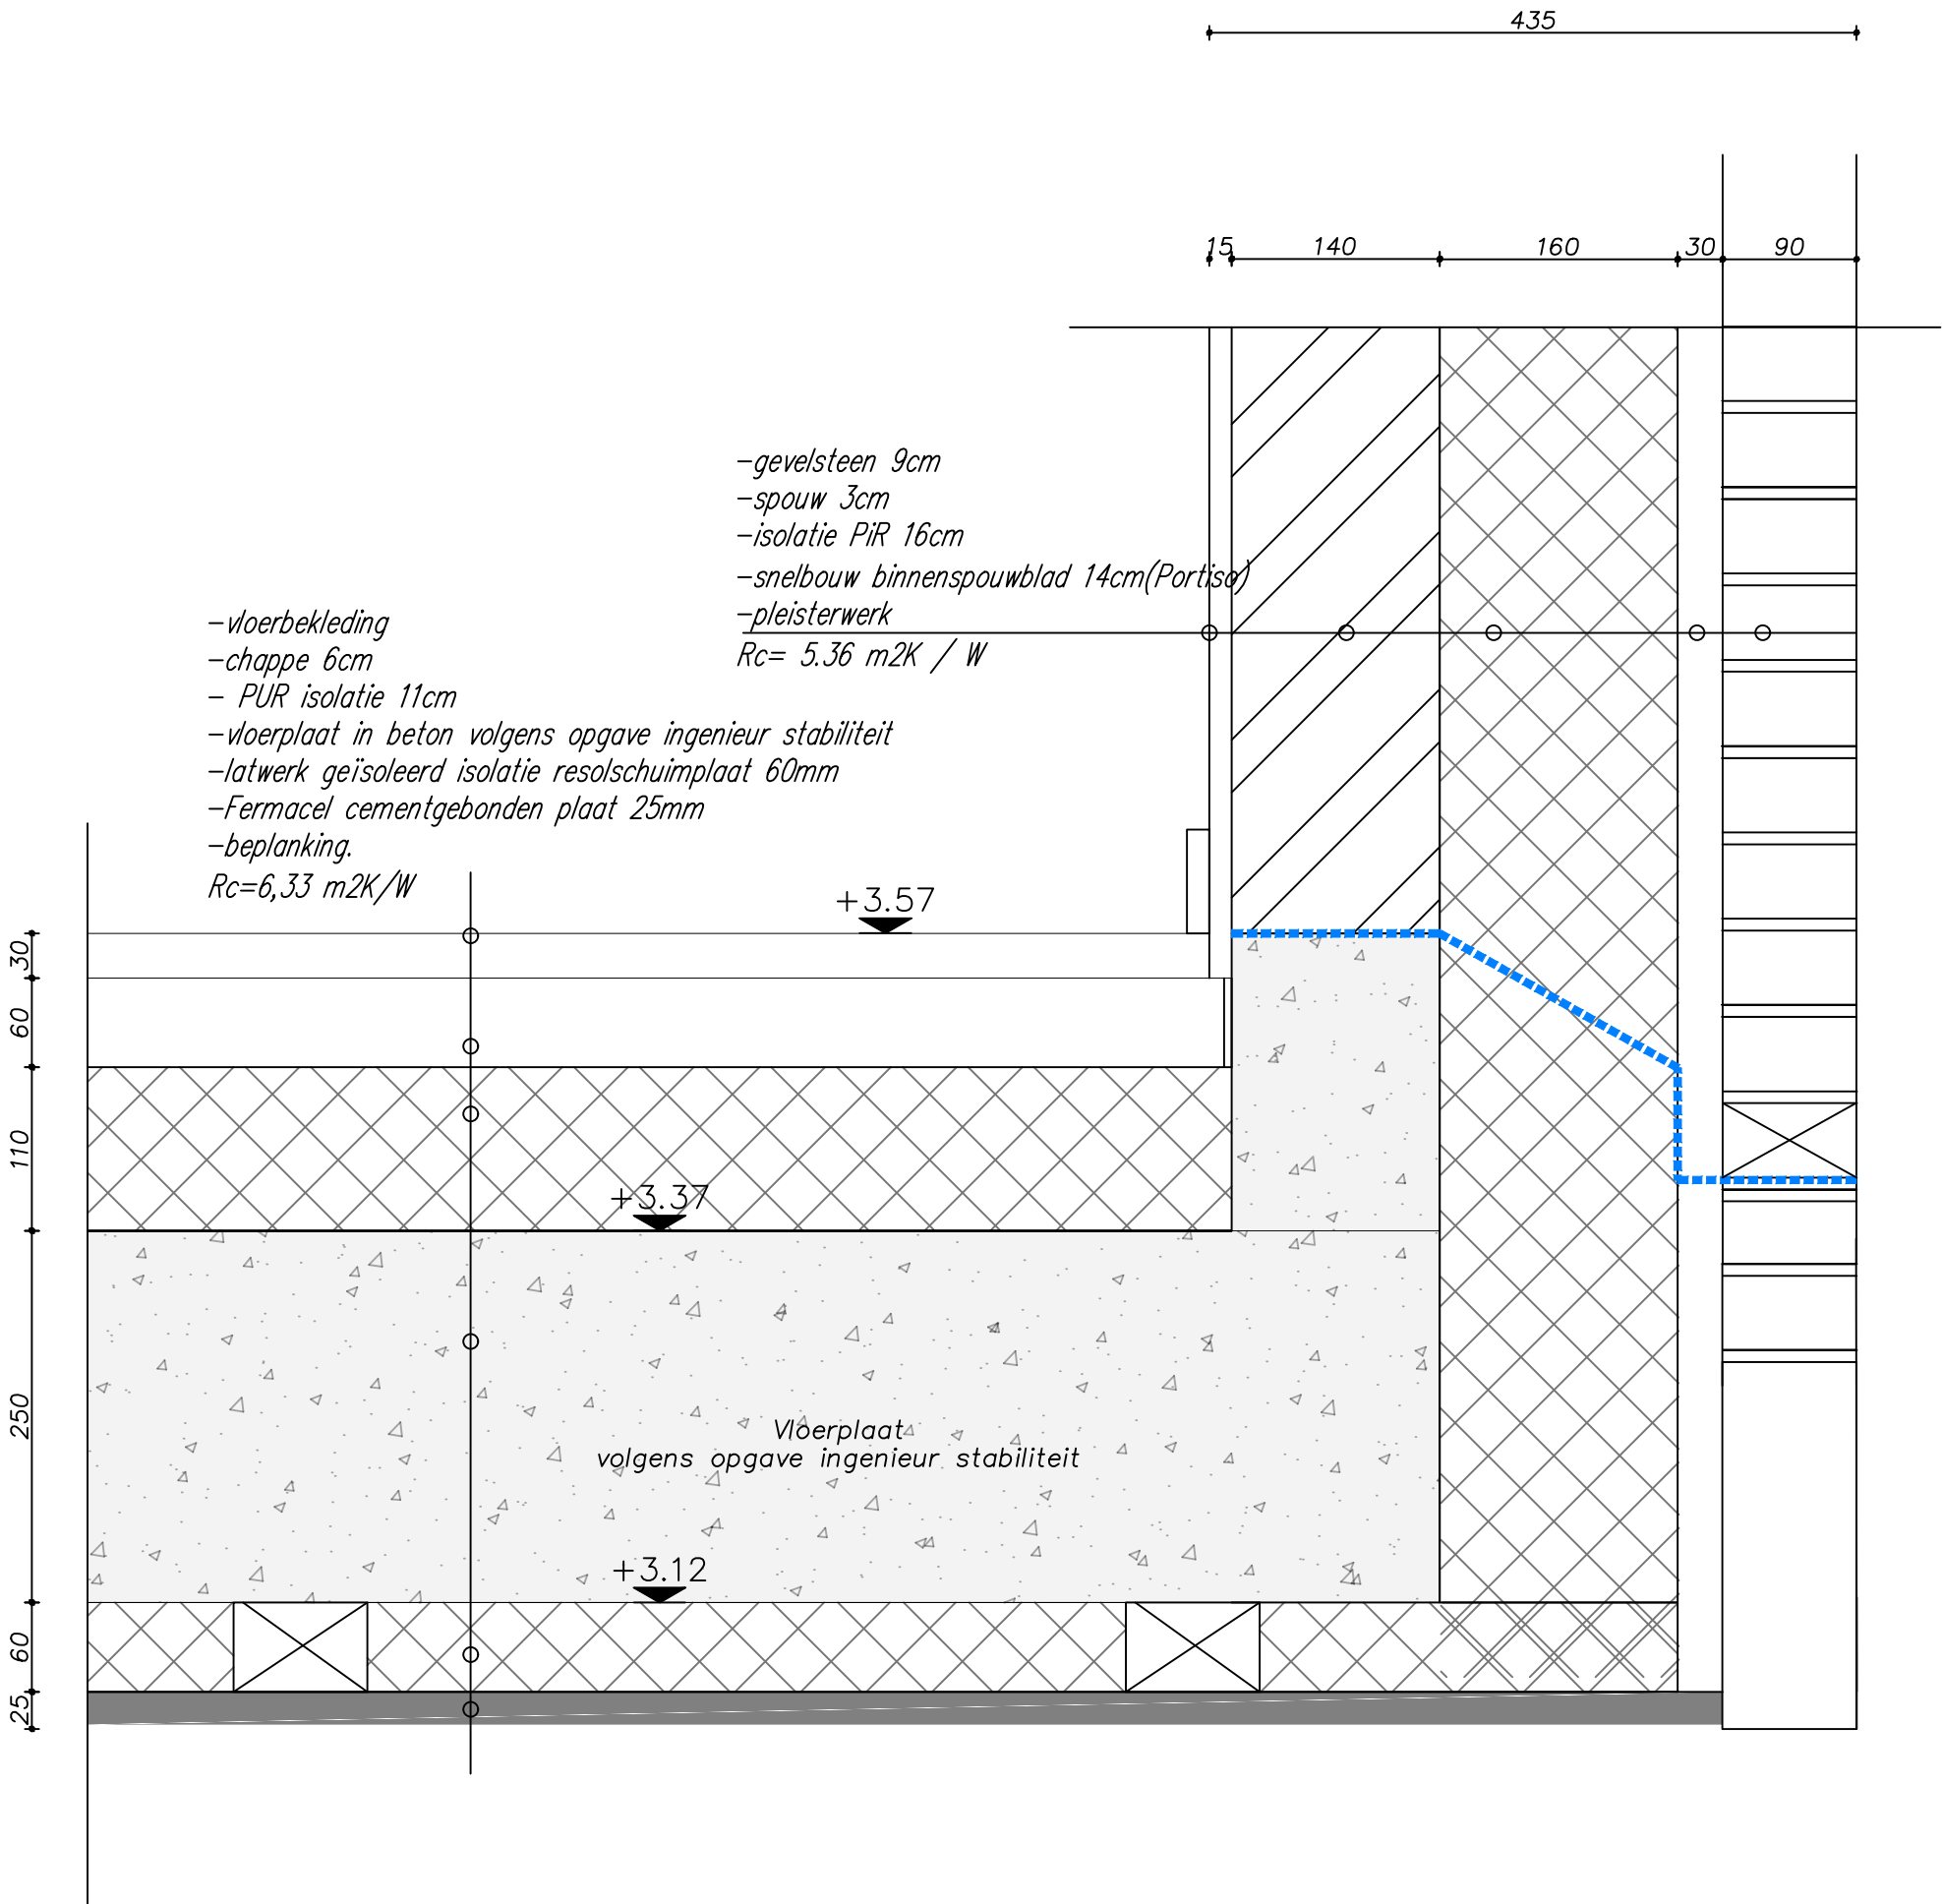 435
15 140 160 30 90
-gevelsteen 9cm
-spouw 3cm
-isolatie PiR 16cm
-snelbouw binnenspouwblad 14cm(Portiso)
-pleisterwerk
Rc= 5.36 m2K / W
-vloerbekleding
-chappe 6cm
- PUR isolatie 11cm
-vloerplaat in beton volgens opgave ingenieur stabiliteit
-latwerk geïsoleerd isolatie resolschuimplaat 60mm
-Fermacel cementgebonden plaat 25mm
-beplanking.
Rc=6,33 m2K/W
+3.57
30
60
110
+3.37
250
Vloerplaat
volgens opgave ingenieur stabiliteit
+3.12
60
25